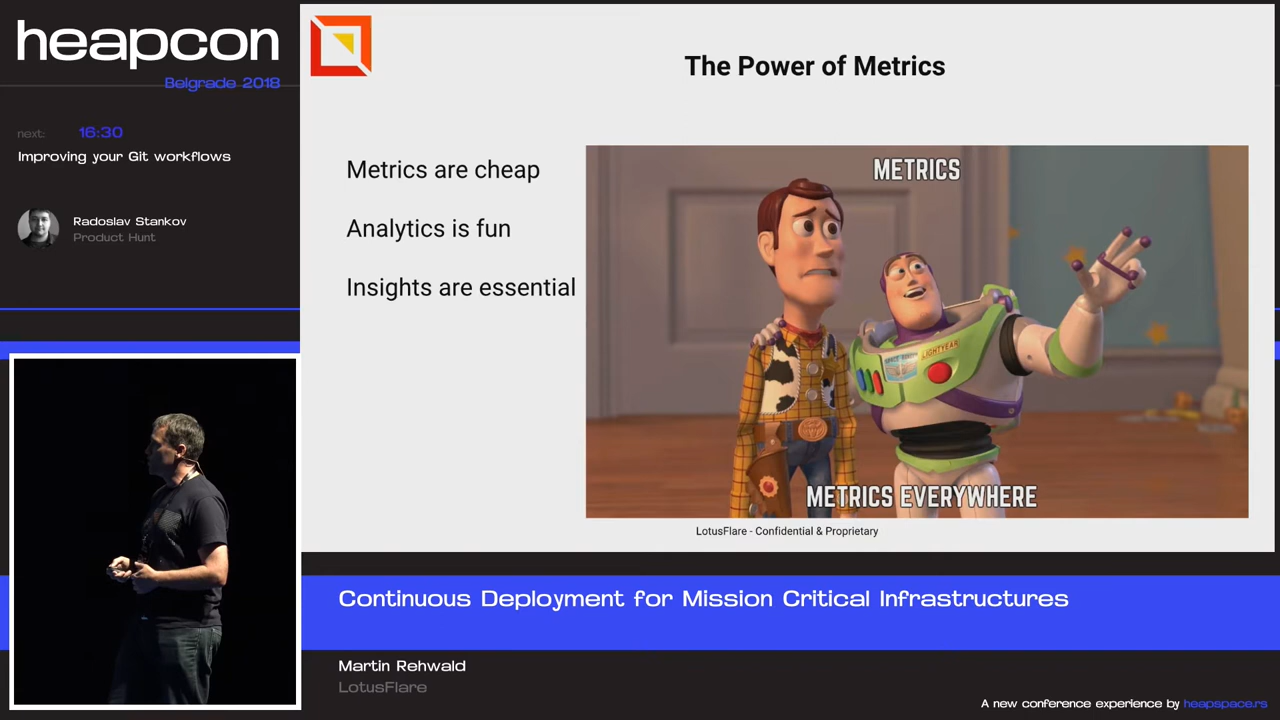 heapcon
Belgrade 2018
next: 16:30
Improving your Git workflows
Radoslav Stankov
Product Hunt
The Power of Metrics
Metrics are cheap
Analytics is fun
Insights are essential
METRICS
SPACE RANGER LIGHTYEAR
METRICS EVERYWHERE
LotusFlare - Confidential & Proprietary
Continuous Deployment for Mission Critical Infrastructures
Martin Rehwald
LotusFlare
A new conference experience by heapspace.rs